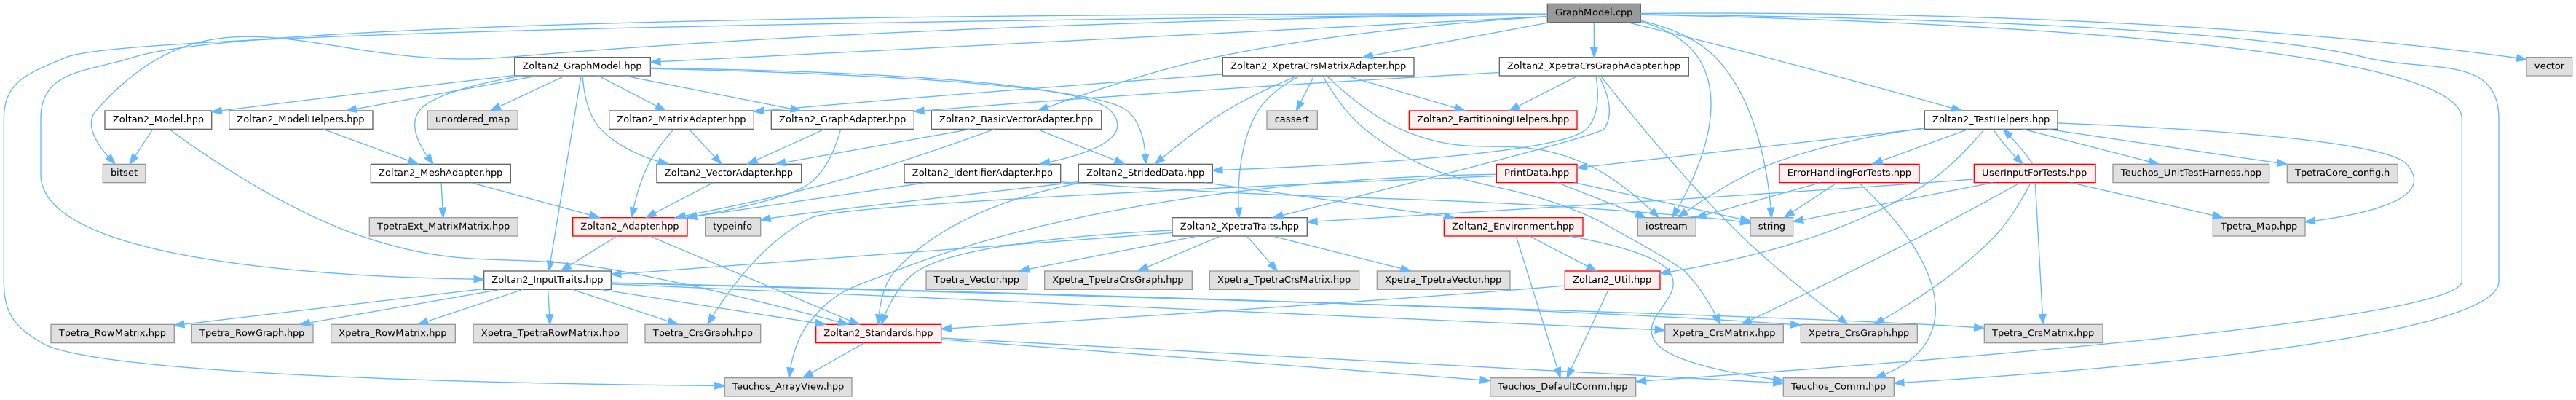 GraphModel.cpp
Zoltan2_GraphModel.hpp
Zoltan2_XpetraCrsMatrixAdapter.hpp
Zoltan2_XpetraCrsGraphAdapter.hpp
vector
Zoltan2_Model.hpp
Zoltan2_ModelHelpers.hpp
unordered_map
Zoltan2_MatrixAdapter.hpp
Zoltan2_GraphAdapter.hpp
Zoltan2_BasicVectorAdapter.hpp
cassert
Zoltan2_PartitioningHelpers.hpp
Zoltan2_TestHelpers.hpp
bitset
Zoltan2_MeshAdapter.hpp
Zoltan2_VectorAdapter.hpp
Zoltan2_IdentifierAdapter.hpp
Zoltan2_StridedData.hpp
PrintData.hpp
ErrorHandlingForTests.hpp
UserInputForTests.hpp
Teuchos_UnitTestHarness.hpp
TpetraCore_config.h
TpetraExt_MatrixMatrix.hpp
Zoltan2_Adapter.hpp
typeinfo
Zoltan2_XpetraTraits.hpp
Zoltan2_Environment.hpp
iostream
string
Tpetra_Map.hpp
Zoltan2_InputTraits.hpp
Tpetra_Vector.hpp
Xpetra_TpetraCrsGraph.hpp
Xpetra_TpetraCrsMatrix.hpp
Xpetra_TpetraVector.hpp
Zoltan2_Util.hpp
Tpetra_RowMatrix.hpp
Tpetra_RowGraph.hpp
Xpetra_RowMatrix.hpp
Xpetra_TpetraRowMatrix.hpp
Tpetra_CrsGraph.hpp
Zoltan2_Standards.hpp
Xpetra_CrsMatrix.hpp
Xpetra_CrsGraph.hpp
Tpetra_CrsMatrix.hpp
Teuchos_ArrayView.hpp
Teuchos_DefaultComm.hpp
Teuchos_Comm.hpp